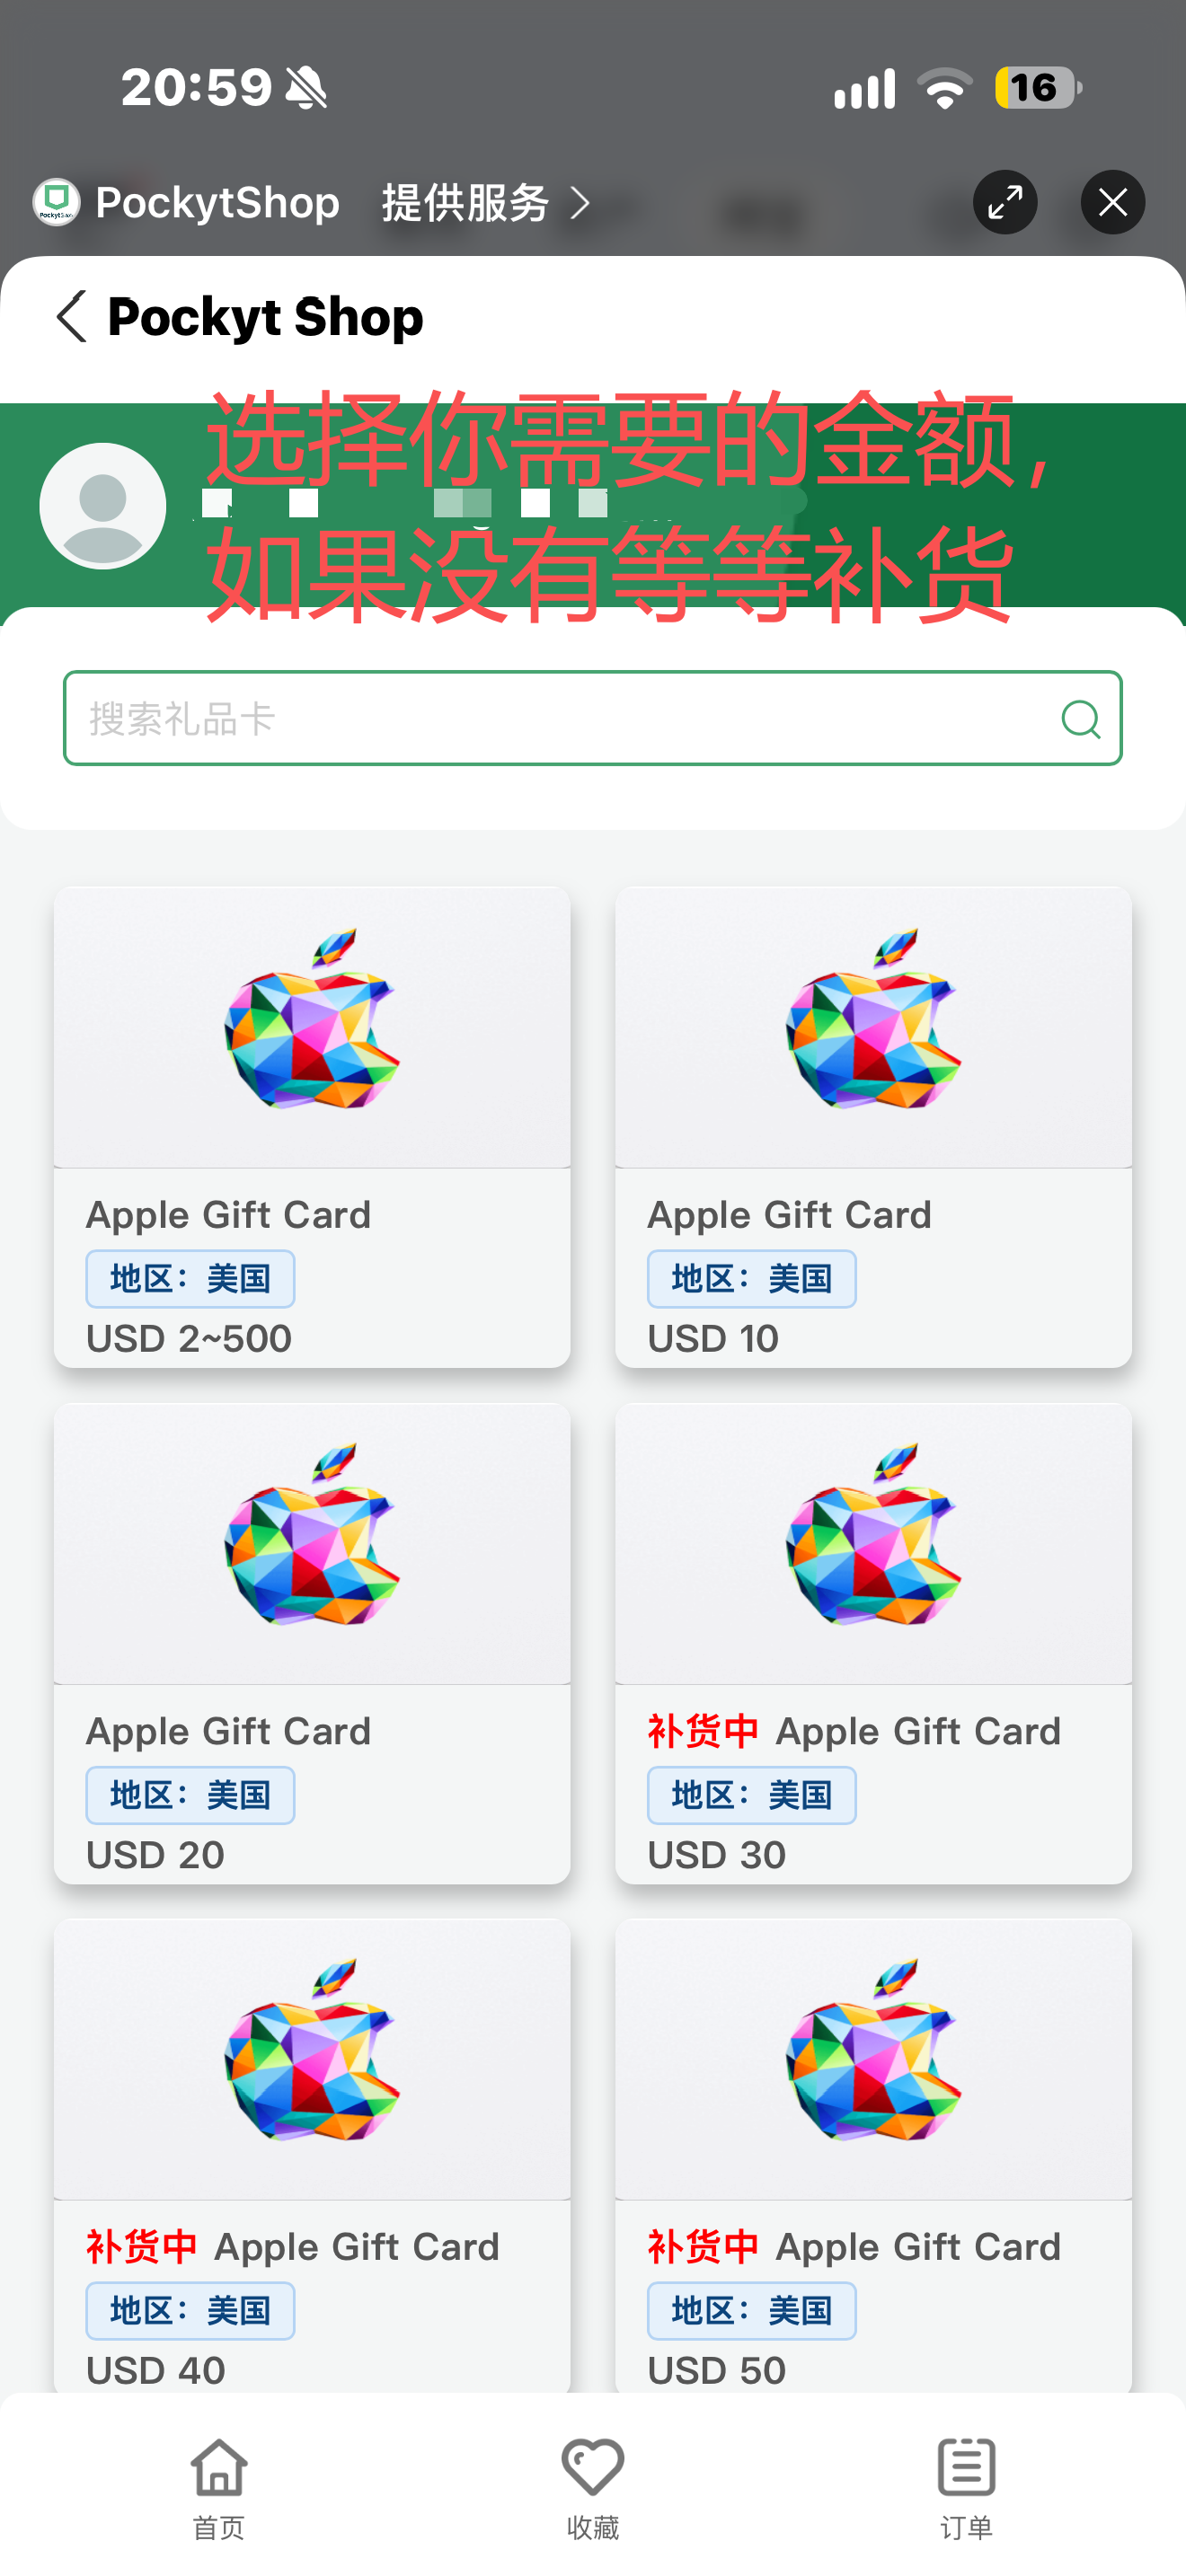 20:59
16
PockytShop 提供服务
Pockyt Shop
选择你需要的金额,
如果没有等等补货
搜索礼品卡
Apple Gift Card
地区：美国
USD 2~500
Apple Gift Card
地区：美国
USD 10
Apple Gift Card
地区：美国
USD 20
补货中 Apple Gift Card
地区：美国
USD 30
补货中 Apple Gift Card
地区：美国
USD 40
补货中 Apple Gift Card
地区：美国
USD 50
首页
收藏
订单